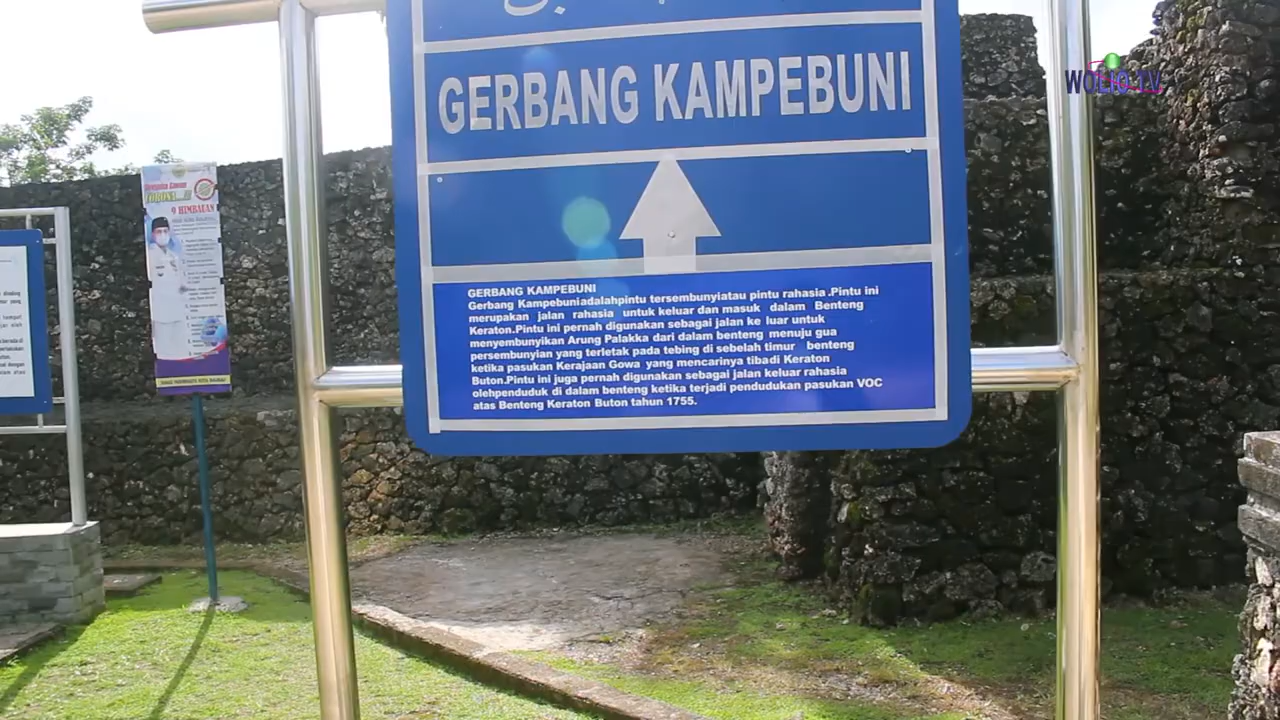 GERBANG KAMPEBUNI
WOLIO TV
GERBANG KAMPEBUNI
Gerbang Kampebuniadalahpintu tersembunyiatau pintu rahasia .Pintu ini
merupakan jalan rahasia untuk keluar dan masuk dalam Benteng
Keraton.Pintu ini pernah digunakan sebagai jalan ke luar untuk
menyembunyikan Arung Palakka dari dalam benteng menuju gua
persembunyian yang terletak pada tebing di sebelah timur benteng
ketika pasukan Kerajaan Gowa yang mencarinya tibadi Keraton
Buton.Pintu ini juga pernah digunakan sebagai jalan keluar rahasia
olehpenduduk di dalam benteng ketika terjadi pendudukan pasukan VOC
atas Benteng Keraton Buton tahun 1755.
CORONA
9 HIMBAUAN